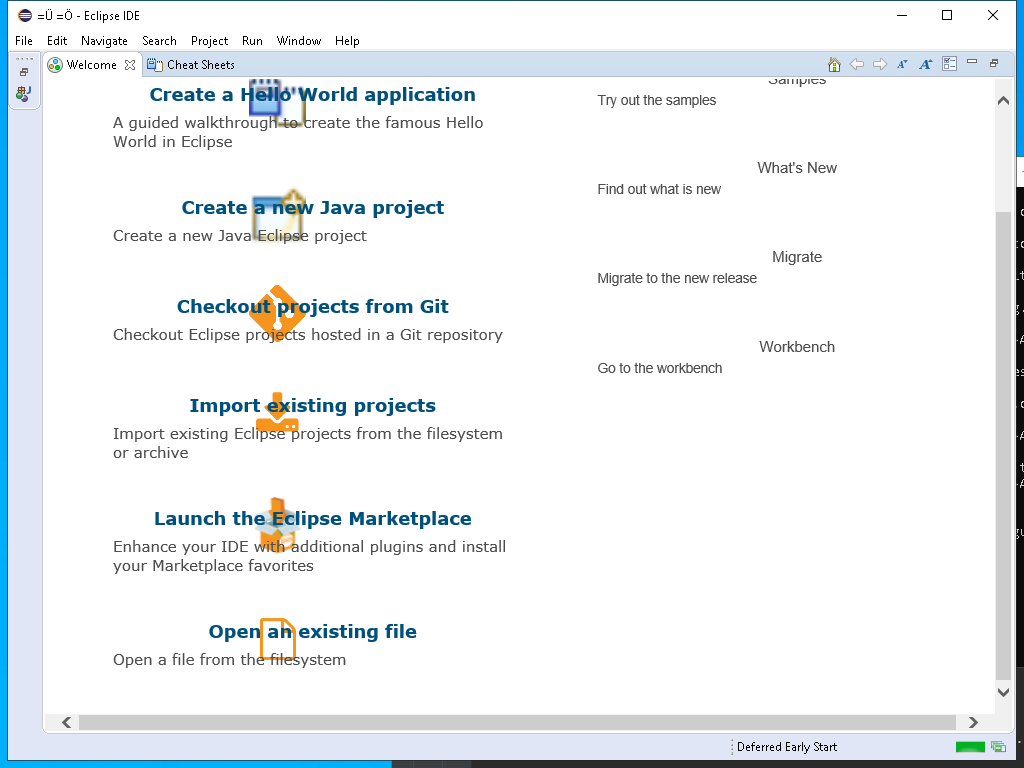 =Ü =Ö - Eclipse IDE
File Edit Navigate Search Project Run Window Help
Welcome Cheat Sheets
Create a Hello World application
A guided walkthrough to create the famous Hello
World in Eclipse
Create a new Java project
Create a new Java Eclipse project
Checkout projects from Git
Checkout Eclipse projects hosted in a Git repository
Import existing projects
Import existing Eclipse projects from the filesystem
or archive
Launch the Eclipse Marketplace
Enhance your IDE with additional plugins and install
your Marketplace favorites
Open an existing file
Open a file from the filesystem
Samples
Try out the samples
What's New
Find out what is new
Migrate
Migrate to the new release
Workbench
Go to the workbench
Deferred Early Start